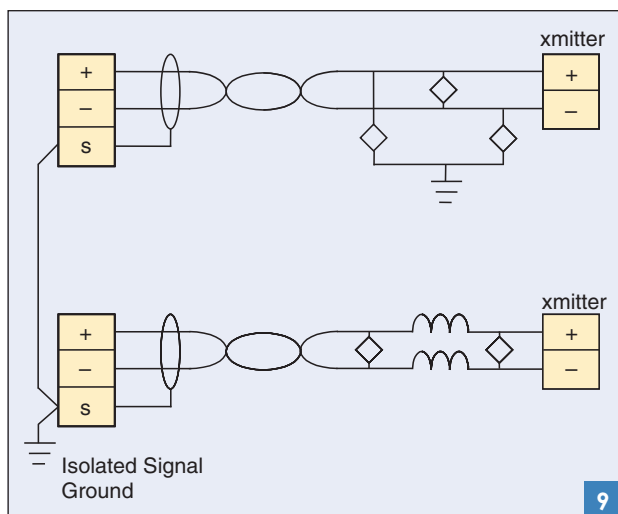 xmitter
+
–
s
+
–
xmitter
+
–
s
+
–
Isolated Signal
Ground
9